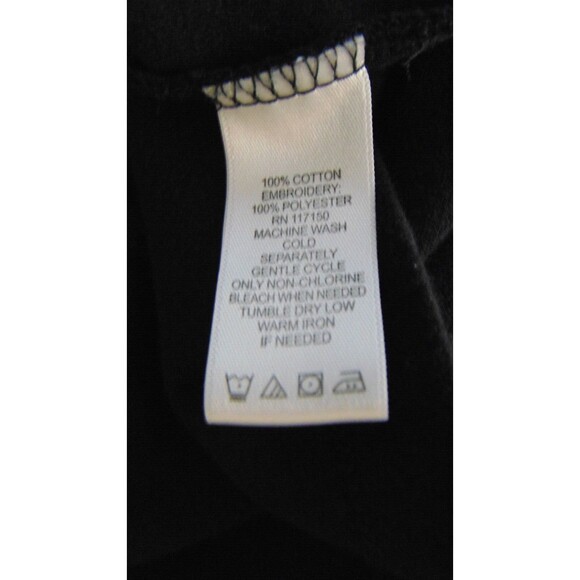 100% COTTON
EMBROIDERY:
100% POLYESTER
RN 117150
MACHINE WASH
COLD
SEPARATELY
GENTLE CYCLE
ONLY NON-CHLORINE
BLEACH WHEN NEEDED
TUMBLE DRY LOW
WARM IRON
IF NEEDED